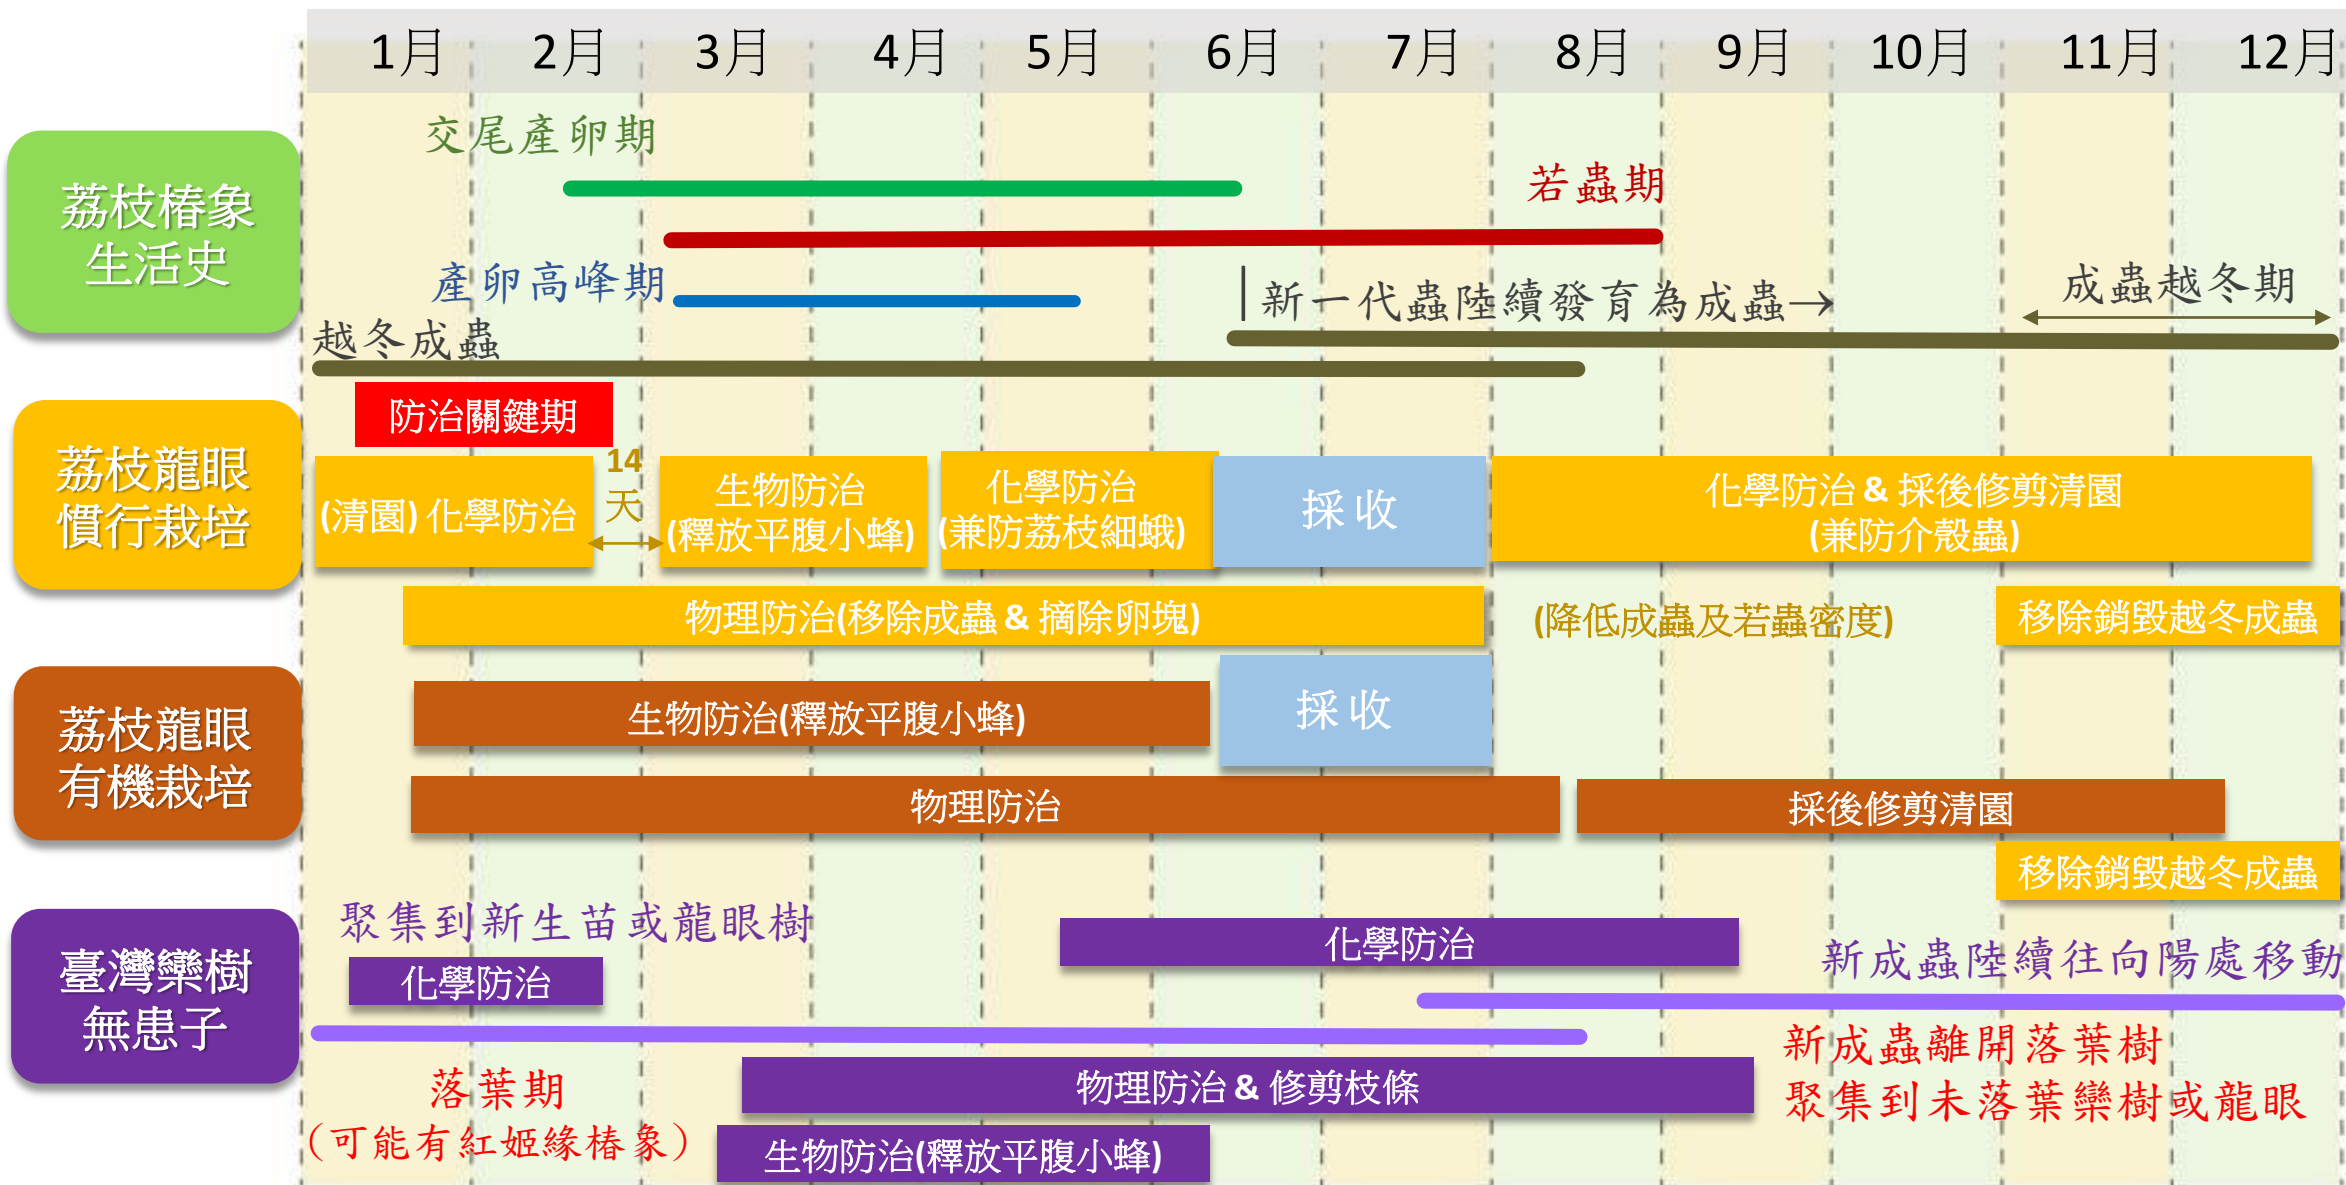 1月 2月 3月 4月 5月 6月 7月 8月 9月 10月 11月 12月
荔枝椿象
生活史
交尾產卵期
若蟲期
產卵高峰期
新一代蟲陸續發育為成蟲→
成蟲越冬期
越冬成蟲
荔枝龍眼
慣行栽培
防治關鍵期
(清園) 化學防治
14
天
生物防治
(釋放平腹小蜂)
化學防治
(兼防荔枝細蛾)
採收
化學防治 & 採後修剪清園
(兼防介殼蟲)
物理防治(移除成蟲 & 摘除卵塊)
(降低成蟲及若蟲密度)
移除銷毀越冬成蟲
荔枝龍眼
有機栽培
生物防治(釋放平腹小蜂)
採收
物理防治
採後修剪清園
移除銷毀越冬成蟲
臺灣欒樹
無患子
聚集到新生苗或龍眼樹
化學防治
化學防治
新成蟲陸續往向陽處移動
落葉期
(可能有紅姬緣椿象)
物理防治 & 修剪枝條
生物防治(釋放平腹小蜂)
新成蟲離開落葉樹
聚集到未落葉欒樹或龍眼